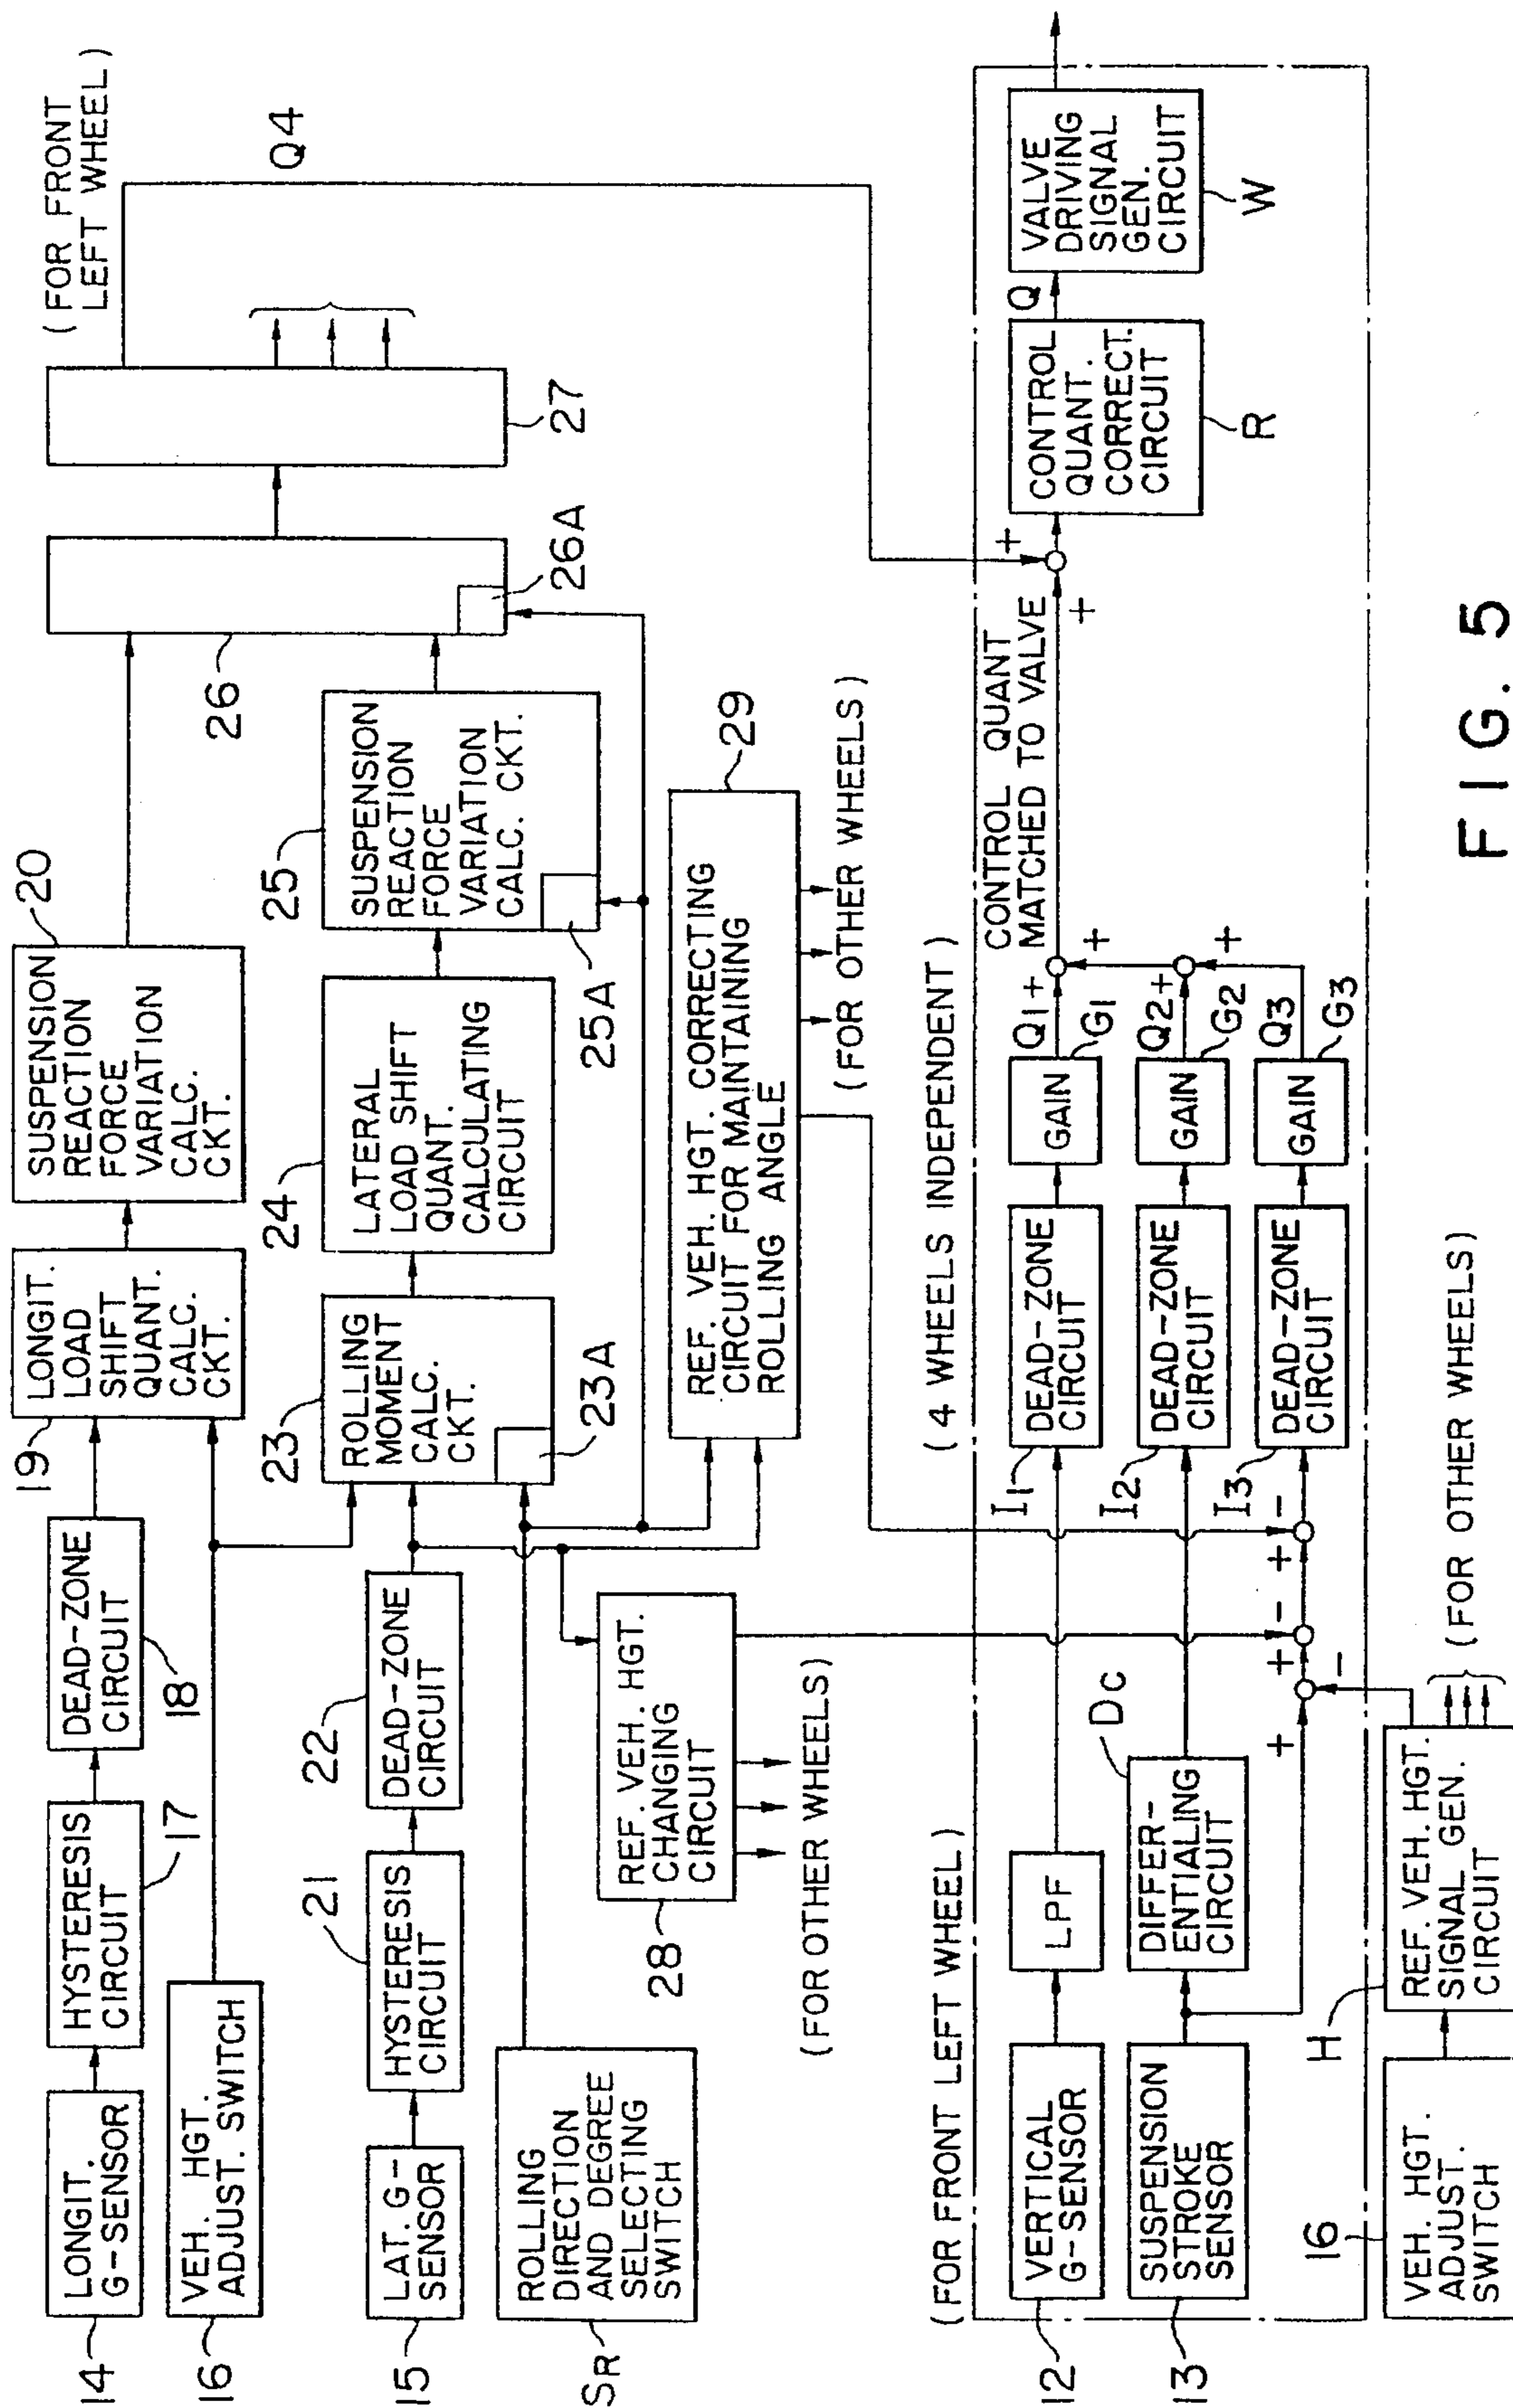 14
LONGIT.
G-SENSOR
HYSTERESIS
CIRCUIT
17
DEAD-ZONE
CIRCUIT
18
19
LONGIT.
LOAD
SHIFT
QUANT.
CALC.
CKT.
20
SUSPENSION
REACTION
FORCE
VARIATION
CALC.
CKT.
26
26A
27
(FOR FRONT
LEFT WHEEL)
Q4
16
VEH. HGT.
ADJUST. SWITCH
15
LAT. G-
SENSOR
21
HYSTERESIS
CIRCUIT
22
DEAD-ZONE
CIRCUIT
23
ROLLING
MOMENT
CALC.
CKT.
23A
24
LATERAL
LOAD SHIFT
QUANT.
CALCULATING
CIRCUIT
25
SUSPENSION
REACTION
FORCE
VARIATION
CALC. CKT.
25A
SR
ROLLING
DIRECTION
AND DEGREE
SELECTING
SWITCH
28
REF. VEH. HGT.
CHANGING
CIRCUIT
(FOR OTHER WHEELS)
29
REF. VEH. HGT. CORRECTING
CIRCUIT FOR MAINTAINING
ROLLING ANGLE
(FOR OTHER WHEELS)
(FOR FRONT LEFT WHEEL)
(4 WHEELS INDEPENDENT)
12
VERTICAL
G-SENSOR
LPF
I1
DEAD-ZONE
CIRCUIT
GAIN
G1
Q1
+
+
CONTROL QUANT
MATCHED TO VALVE
+
+
CONTROL
QUANT.
CORRECT.
CIRCUIT
R
Q
VALVE
DRIVING
SIGNAL
GEN.
CIRCUIT
W
13
SUSPENSION
STROKE
SENSOR
DC
DIFFER-
ENTIALING
CIRCUIT
I2
DEAD-ZONE
CIRCUIT
GAIN
G2
Q2
+
+
+
-
+
-
+
-
I3
DEAD-ZONE
CIRCUIT
GAIN
G3
Q3
16
VEH. HGT.
ADJUST.
SWITCH
H
REF. VEH. HGT.
SIGNAL GEN.
CIRCUIT
(FOR OTHER WHEELS)
FIG. 5